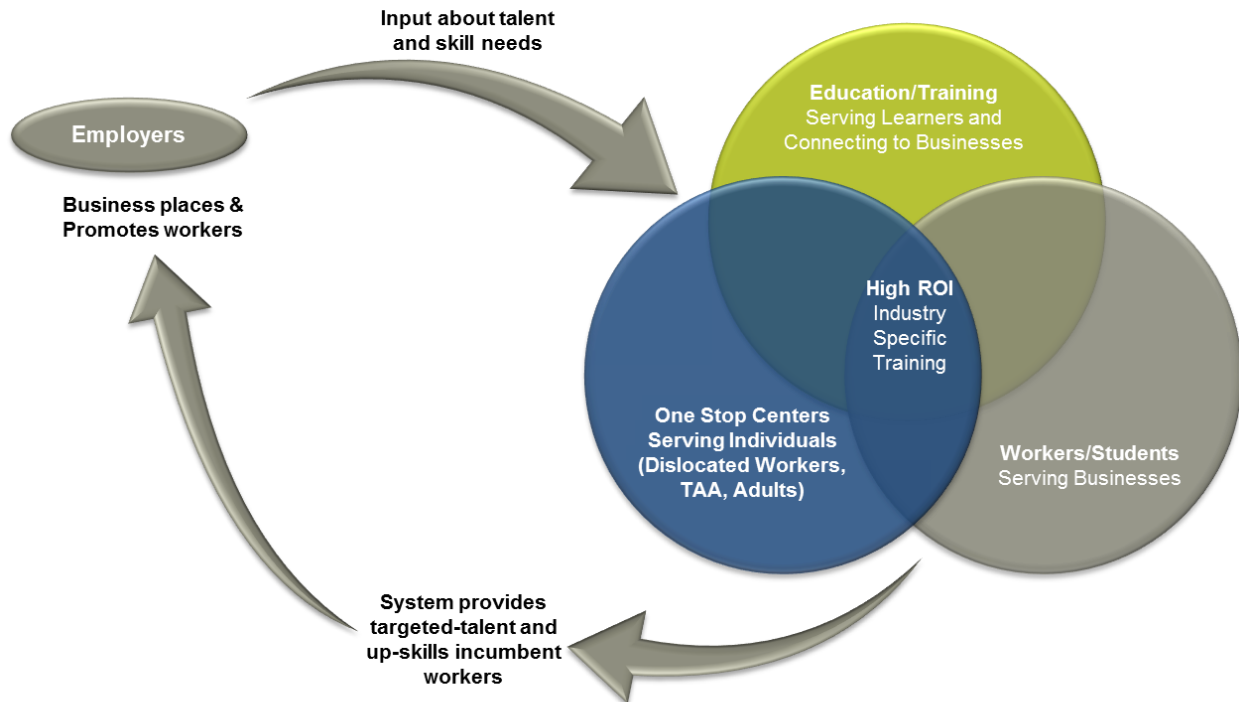 Input about talent
and skill needs
Employers
Business places &
Promotes workers
Education/Training
Serving Learners and
Connecting to Businesses
High ROI
Industry
Specific
Training
One Stop Centers
Serving Individuals
(Dislocated Workers,
TAA, Adults)
Workers/Students
Serving Businesses
System provides
targeted-talent and
up-skills incumbent
workers